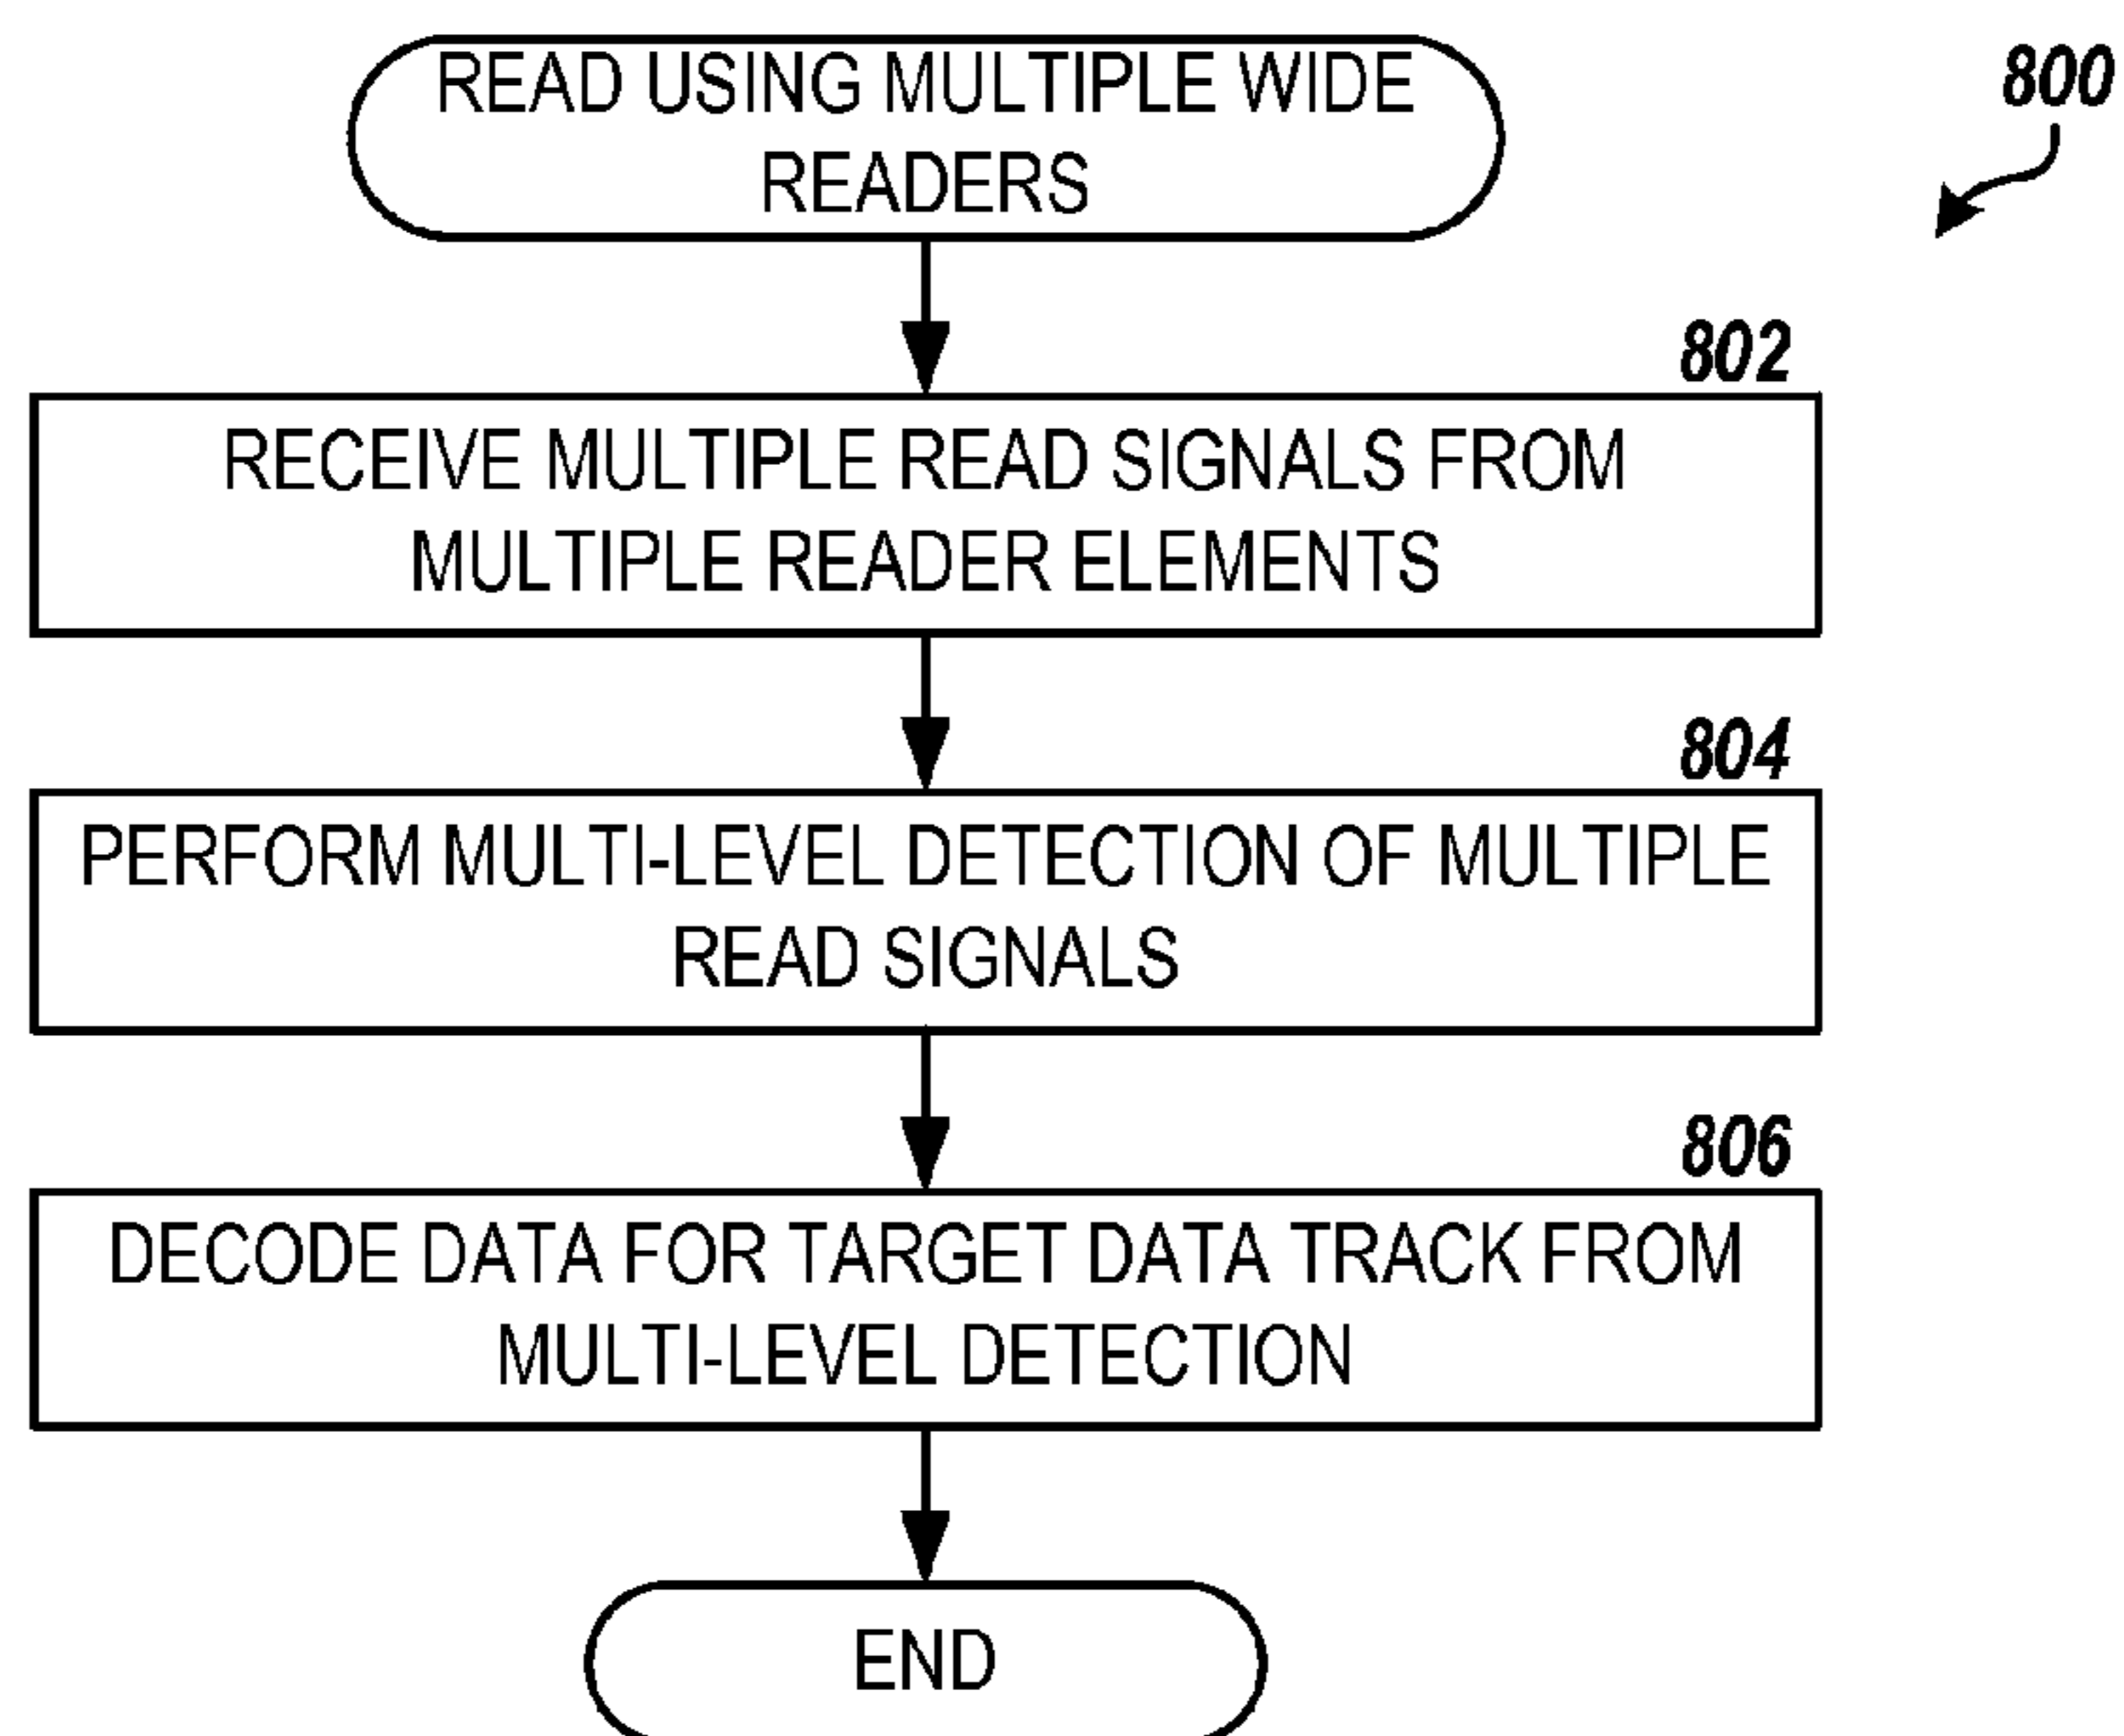 READ USING MULTIPLE WIDE
READERS
800
802
RECEIVE MULTIPLE READ SIGNALS FROM
MULTIPLE READER ELEMENTS
804
PERFORM MULTI-LEVEL DETECTION OF MULTIPLE
READ SIGNALS
806
DECODE DATA FOR TARGET DATA TRACK FROM
MULTI-LEVEL DETECTION
END